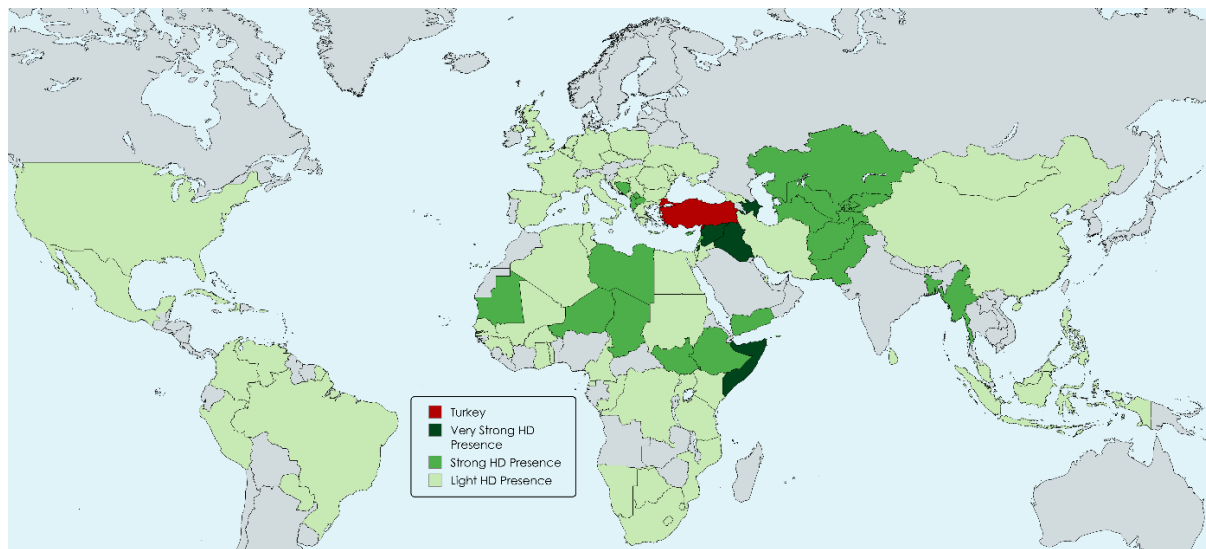 Turkey
Very Strong HD
Presence
Strong HD Presence
Light HD Presence